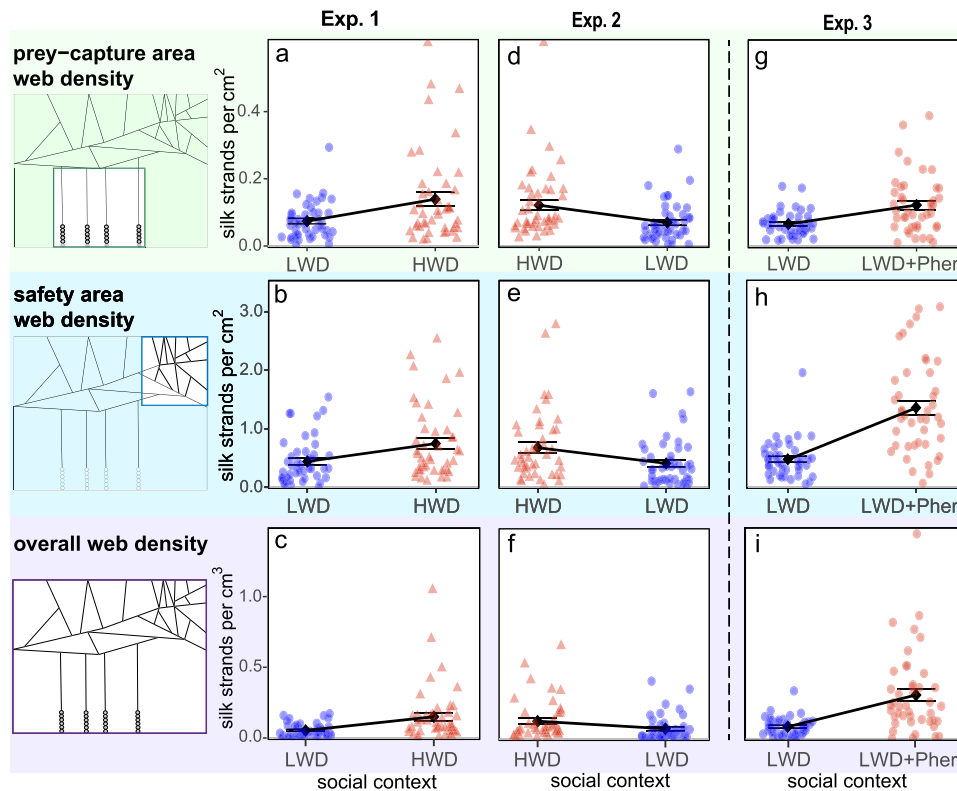 Exp. 1
Exp. 2
Exp. 3
prey−capture area
web density
silk strands per cm2
0.4
0.2
0.0
a
LWD
HWD
d
HWD
LWD
g
LWD
LWD+Pher
safety area
web density
silk strands per cm2
3.0
2.0
1.0
0.0
b
LWD
HWD
e
HWD
LWD
h
LWD
LWD+Pher
overall web density
silk strands per cm3
1.0
0.5
0.0
c
LWD
HWD
social context
f
HWD
LWD
social context
i
LWD
LWD+Pher
social context